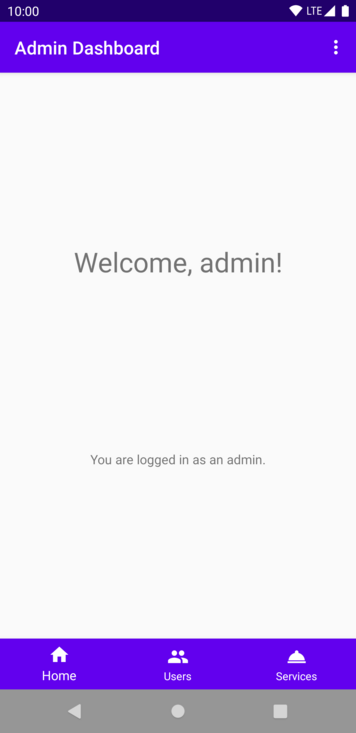 10:00
LTE
Admin Dashboard
Welcome, admin!
You are logged in as an admin.
Home
Users
Services